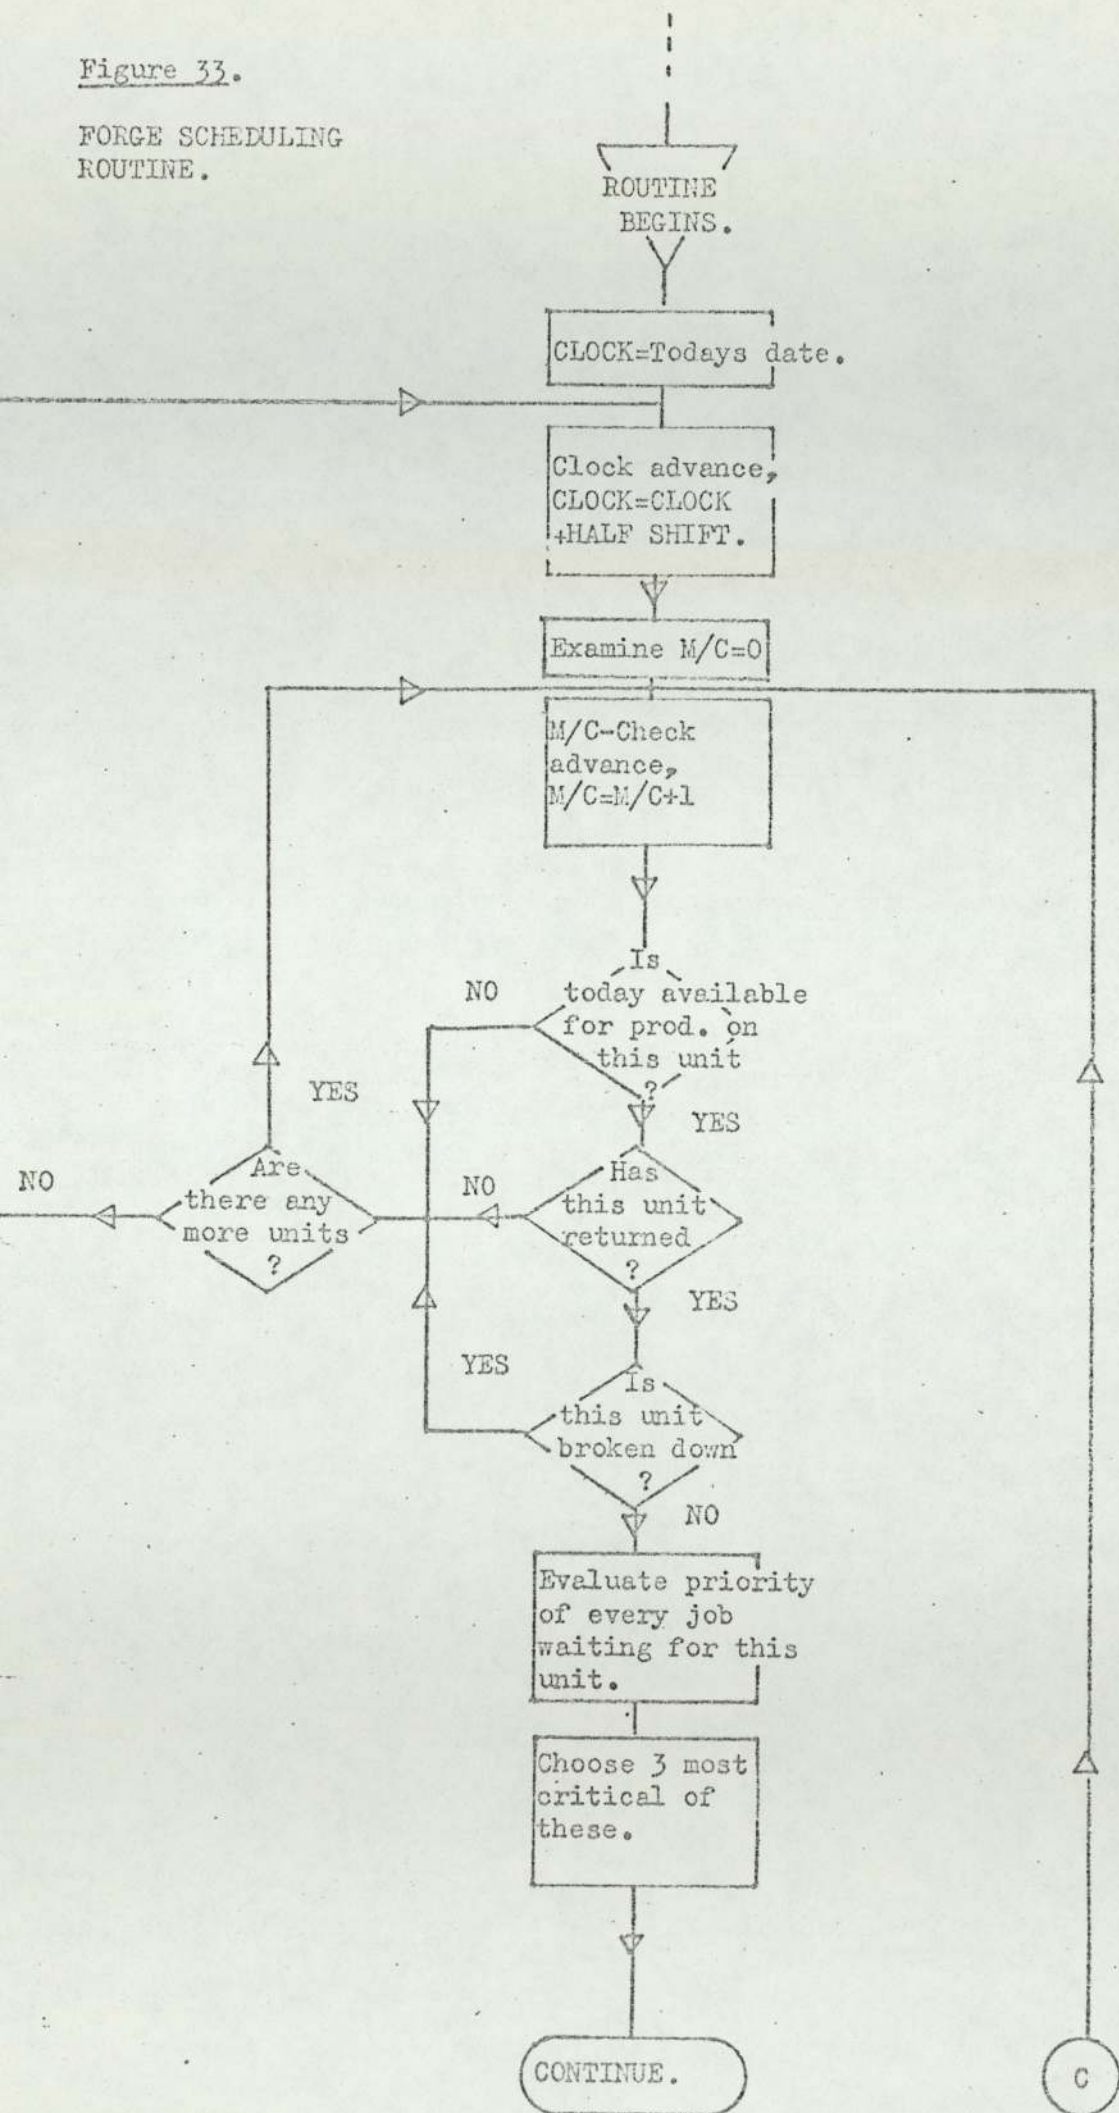 Figure 33.
FORGE SCHEDULING
ROUTINE.
ROUTINE
BEGINS.
CLOCK=Todays date.
Clock advance,
CLOCK=CLOCK
+HALF SHIFT.
Examine M/C=0
M/C-Check
advance,
M/C=M/C+1
Is
today available
for prod. on
this unit
?
NO
YES
Has
this unit
returned
?
NO
YES
Are
there any
more units
?
YES
NO
Is
this unit
broken down
?
YES
NO
Evaluate priority
of every job
waiting for this
unit.
Choose 3 most
critical of
these.
CONTINUE.
C